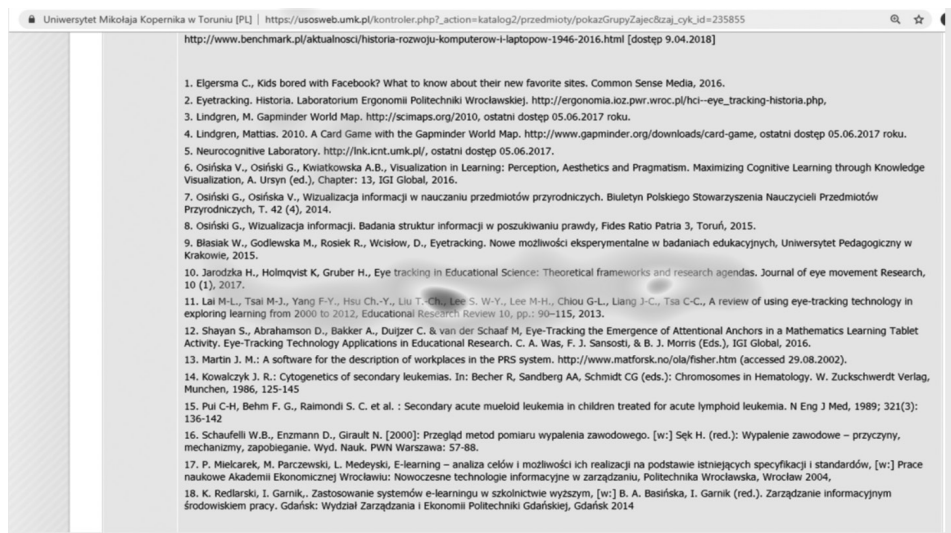 Uniwersytet Mikołaja Kopernika w Toruniu [PL] | https://usosweb.umk.pl/kontroler.php?_action=katalog2/przedmioty/pokazGrupyZajec&zaj_cyk_id=235855
http://www.benchmark.pl/aktualnosci/historia-rozwoju-komputerow-i-laptopow-1946-2016.html [dostęp 9.04.2018]
1. Elgersma C., Kids bored with Facebook? What to know about their new favorite sites. Common Sense Media, 2016.
2. Eyetracking. Historia. Laboratorium Ergonomii Politechniki Wrocławskiej. http://ergonomia.ioz.pwr.wroc.pl/hci--eye_tracking-historia.php,
3. Lindgren, M. Gapminder World Map. http://scimaps.org/2010, ostatni dostęp 05.06.2017 roku.
4. Lindgren, Mattias. 2010. A Card Game with the Gapminder World Map. http://www.gapminder.org/downloads/card-game, ostatni dostęp 05.06.2017 roku.
5. Neurocognitive Laboratory. http://lnk.icnt.umk.pl/, ostatni dostęp 05.06.2017.
6. Osińska V., Osiński G., Kwiatkowska A.B., Visualization in Learning: Perception, Aesthetics and Pragmatism. Maximizing Cognitive Learning through Knowledge
Visualization, A. Ursyn (ed.), Chapter: 13, IGI Global, 2016.
7. Osiński G., Osińska V., Wizualizacja informacji w nauczaniu przedmiotów przyrodniczych. Biuletyn Polskiego Stowarzyszenia Nauczycieli Przedmiotów
Przyrodniczych, T. 42 (4), 2014.
8. Osiński G., Wizualizacja informacji. Badania struktur informacji w poszukiwaniu prawdy, Fides Ratio Patria 3, Toruń, 2015.
9. Błasiak W., Godlewska M., Rosiek R., Wcisłow, D., Eyetracking. Nowe możliwości eksperymentalne w badaniach edukacyjnych, Uniwersytet Pedagogiczny w
Krakowie, 2015.
10. Jarodzka H., Holmqvist K, Gruber H., Eye tracking in Educational Science: Theoretical frameworks and research agendas. Journal of eye movement Research,
10 (1), 2017.
11. Lai M-L., Tsai M-J., Yang F-Y., Hsu Ch.-Y., Liu T.-Ch., Lee S. W-Y., Lee M-H., Chiou G-L., Liang J-C., Tsa C-C., A review of using eye-tracking technology in
exploring learning from 2000 to 2012, Educational Research Review 10, pp.: 90–115, 2013.
12. Shayan S., Abrahamson D., Bakker A., Duijzer C. & van der Schaaf M, Eye-Tracking the Emergence of Attentional Anchors in a Mathematics Learning Tablet
Activity. Eye-Tracking Technology Applications in Educational Research. C. A. Was, F. J. Sansosti, & B. J. Morris (Eds.), IGI Global, 2016.
13. Martin J. M.: A software for the description of workplaces in the PRS system. http://www.matforsk.no/ola/fisher.htm (accessed 29.08.2002).
14. Kowalczyk J. R.: Cytogenetics of secondary leukemias. In: Becher R, Sandberg AA, Schmidt CG (eds.): Chromosomes in Hematology. W. Zuckschwerdt Verlag,
Munchen, 1986, 125-145
15. Pui C-H, Behm F. G., Raimondi S. C. et al. : Secondary acute mueloid leukemia in children treated for acute lymphoid leukemia. N Eng J Med, 1989; 321(3):
136-142
16. Schaufelli W.B., Enzmann D., Girault N. [2000]: Przegląd metod pomiaru wypalenia zawodowego. [w:] Sęk H. (red.): Wypalenie zawodowe – przyczyny,
mechanizmy, zapobieganie. Wyd. Nauk. PWN Warszawa: 57-88.
17. P. Mielcarek, M. Parczewski, L. Medeyski, E-learning – analiza celów i możliwości ich realizacji na podstawie istniejących specyfikacji i standardów, [w:] Prace
naukowe Akademii Ekonomicznej Wrocławiu: Nowoczesne technologie informacyjne w zarządzaniu, Politechnika Wrocławska, Wrocław 2004,
18. K. Redlarski, I. Garnik,. Zastosowanie systemów e-learningu w szkolnictwie wyższym, [w:] B. A. Basińska, I. Garnik (red.). Zarządzanie informacyjnym
środowiskiem pracy. Gdańsk: Wydział Zarządzania i Ekonomii Politechniki Gdańskiej, Gdańsk 2014